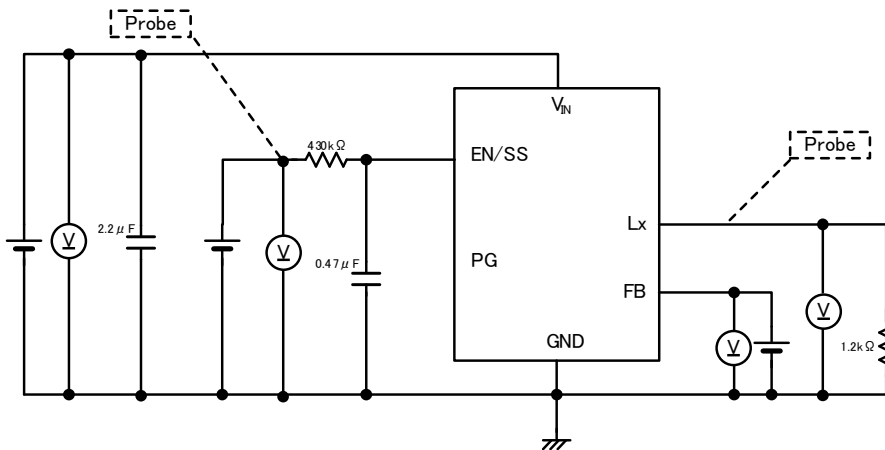 Probe
V_IN
430kΩ
Probe
EN/SS
Lx
2.2μF
V
V
V
0.47μF
PG
FB
V
V
1.2kΩ
GND